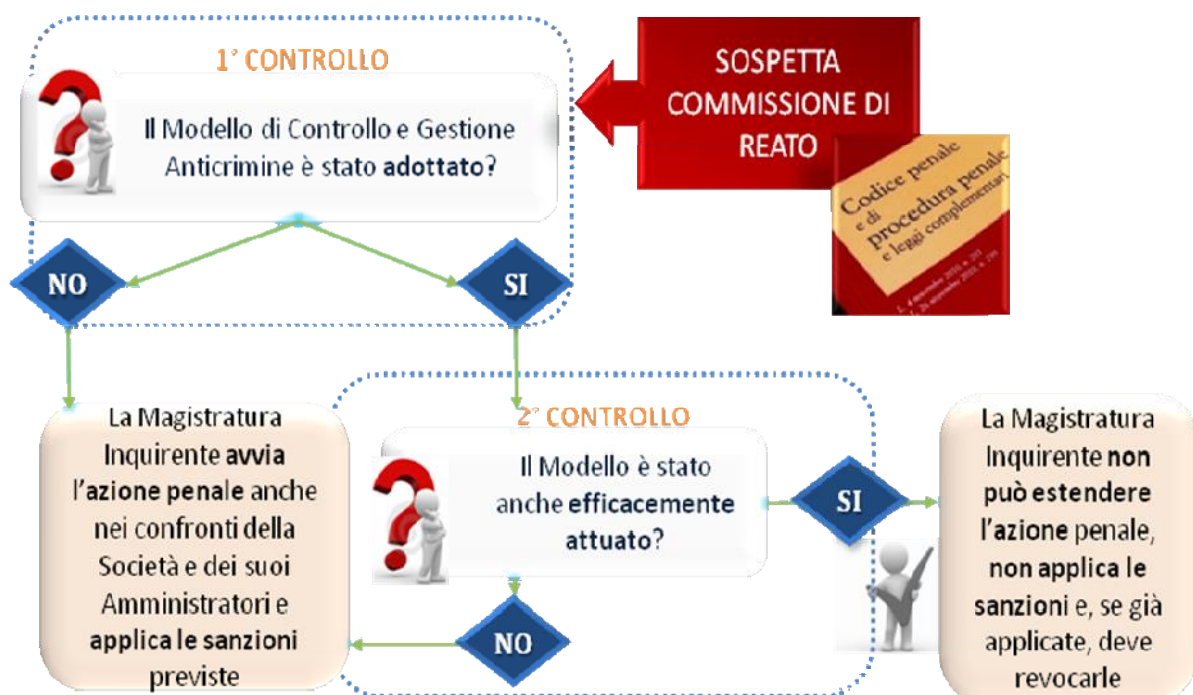 1° CONTROLLO
Il Modello di Controllo e Gestione
Anticrimine è stato adottato?
SOSPETTA
COMMISSIONE DI
REATO
Codice penale
e di
procedura penale
e leggi complementari
NO
SI
La Magistratura
Inquirente avvia
l'azione penale anche
nei confronti della
Società e dei suoi
Amministratori e
applica le sanzioni
previste
2° CONTROLLO
Il Modello è stato
anche efficacemente
attuato?
SI
NO
La Magistratura
Inquirente non
può estendere
l'azione penale,
non applica le
sanzioni e, se già
applicate, deve
revocarle